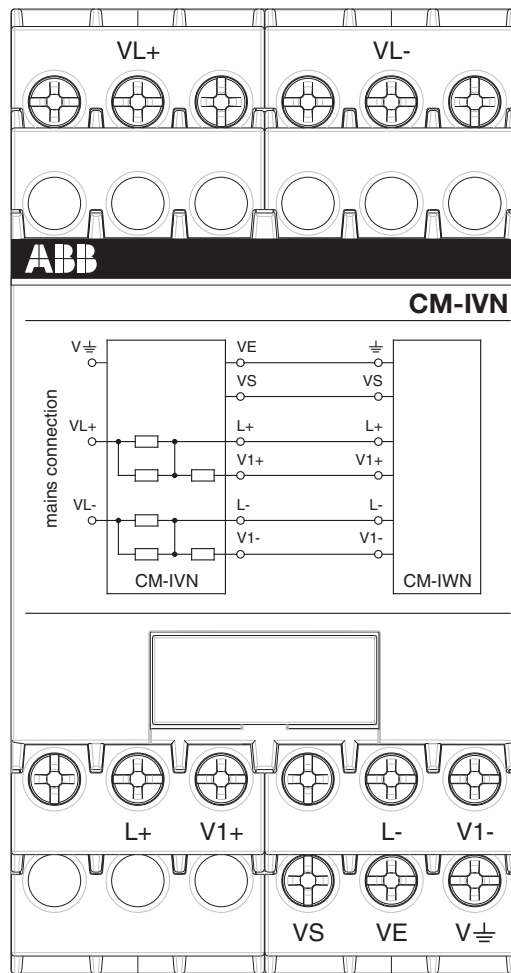 VL+ VL-
ABB
CM-IVN
V⏚ VE ⏚
VS VS
VL+ L+ L+
V1+ V1+
mains connection
VL- L- L-
V1- V1-
CM-IVN CM-IWN
L+ V1+ L- V1-
VS VE V⏚